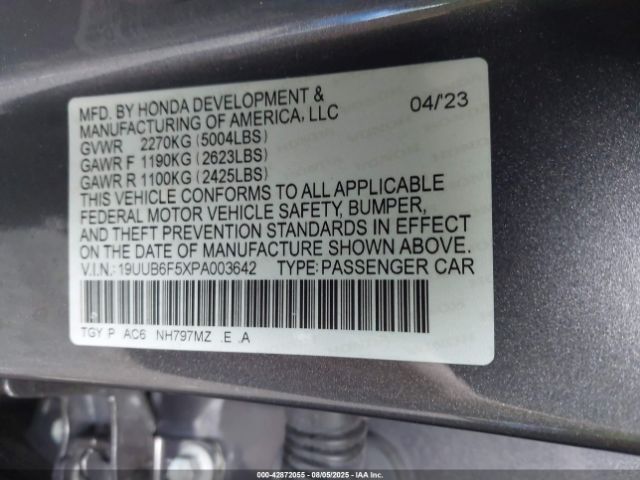 MFD. BY HONDA DEVELOPMENT & 04/'23
MANUFACTURING OF AMERICA, LLC
GVWR 2270KG (5004LBS)
GAWR F 1190KG (2623LBS)
GAWR R 1100KG (2425LBS)
THIS VEHICLE CONFORMS TO ALL APPLICABLE
FEDERAL MOTOR VEHICLE SAFETY, BUMPER,
AND THEFT PREVENTION STANDARDS IN EFFECT
ON THE DATE OF MANUFACTURE SHOWN ABOVE.
V.I.N.:19UUB6F5XPA003642 TYPE:PASSENGER CAR
TGY P AC6 NH797MZ .E .A
000-42872055 - 08/05/2025 - IAA Inc.